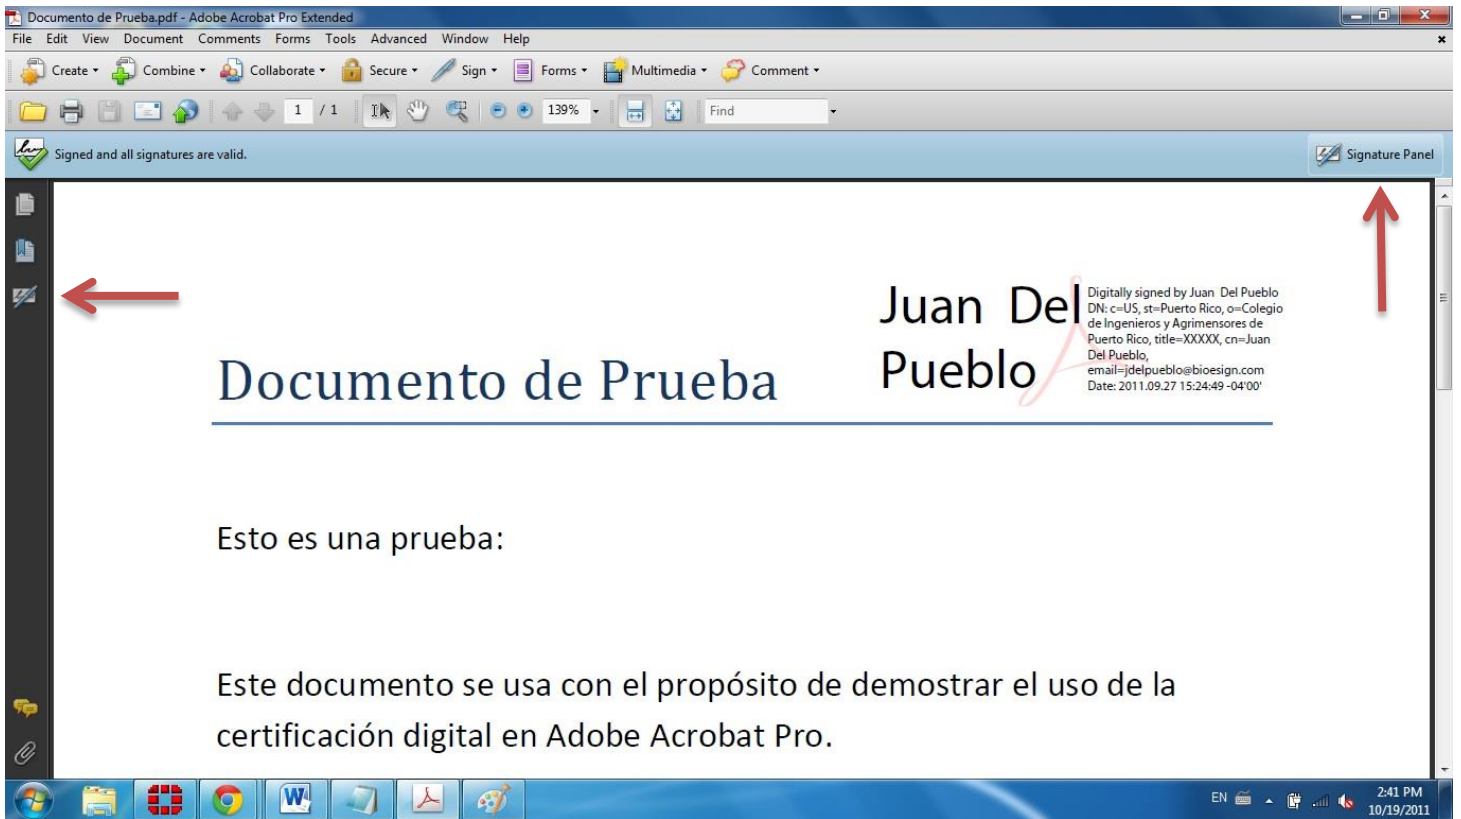 Documento de Prueba.pdf - Adobe Acrobat Pro Extended
File Edit View Document Comments Forms Tools Advanced Window Help
Create Combine Collaborate Secure Sign Forms Multimedia Comment
1 / 1 139% Find
Signed and all signatures are valid.
Signature Panel
Juan Del
Pueblo
Digitally signed by Juan Del Pueblo
DN: c=US, st=Puerto Rico, o=Colegio
de Ingenieros y Agrimensores de
Puerto Rico, title=XXXXX, cn=Juan
Del Pueblo,
email=jdelpueblo@bioesign.com
Date: 2011.09.27 15:24:49 -04'00'
Documento de Prueba
Esto es una prueba:
Este documento se usa con el propósito de demostrar el uso de la
certificación digital en Adobe Acrobat Pro.
EN
2:41 PM
10/19/2011